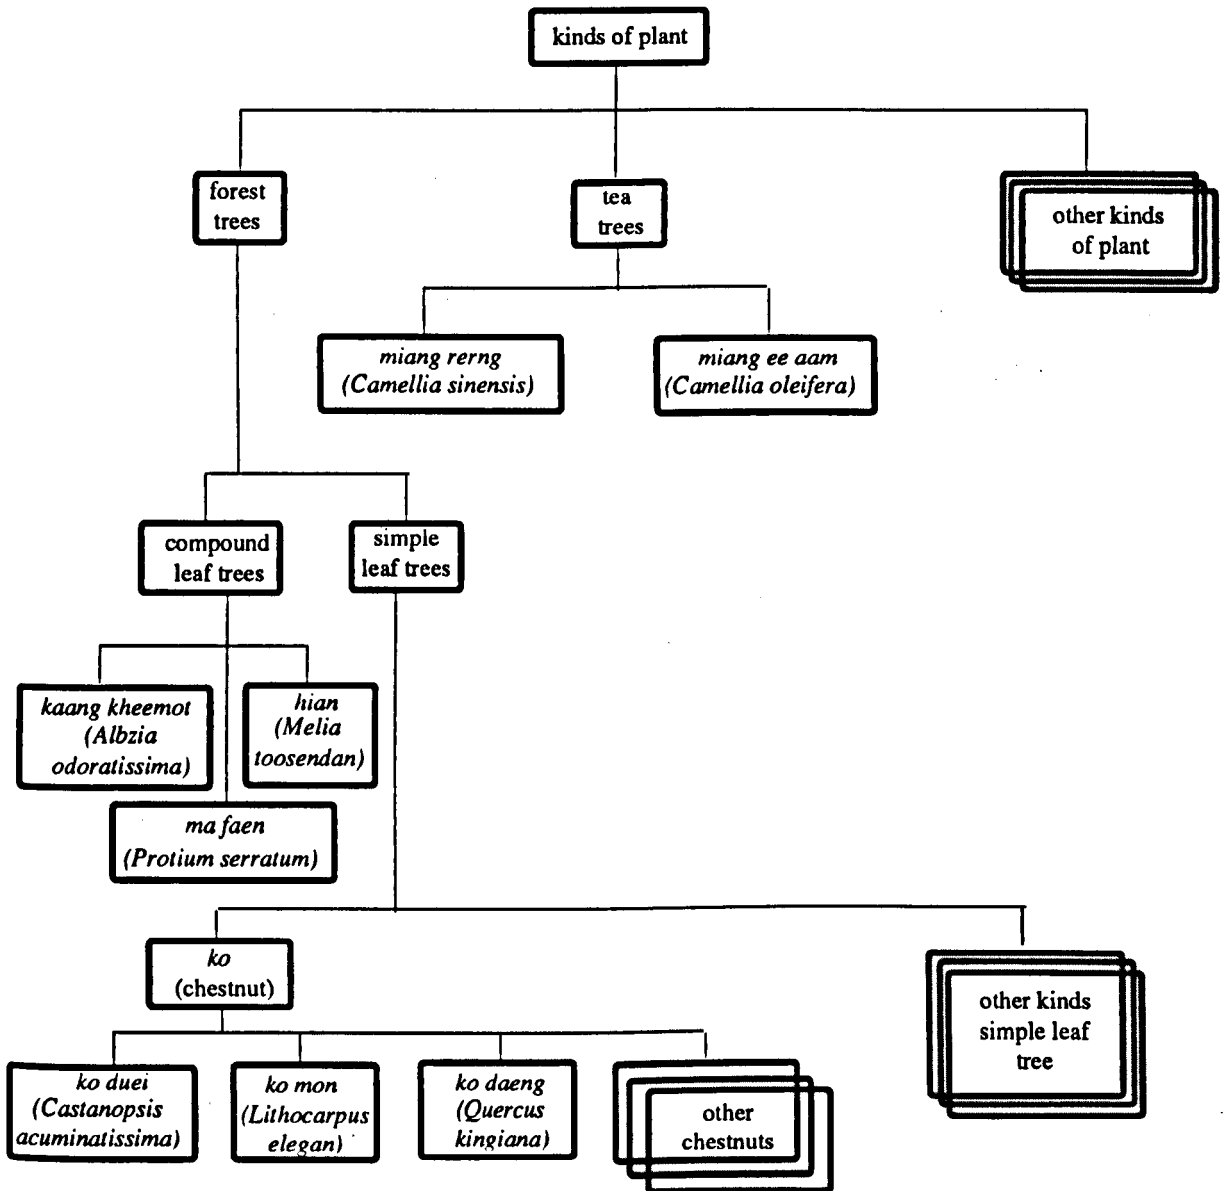 kinds of plant
forest
trees
tea
trees
other kinds
of plant
miang rerng
(Camellia sinensis)
miang ee aam
(Camellia oleifera)
compound
leaf trees
simple
leaf trees
kaang kheemot
(Albzia
odoratissima)
hian
(Melia
toosendan)
ma faen
(Protium serratum)
ko
(chestnut)
other kinds
simple leaf
tree
ko duei
(Castanopsis
acuminatissima)
ko mon
(Lithocarpus
elegan)
ko daeng
(Quercus
kingiana)
other
chestnuts